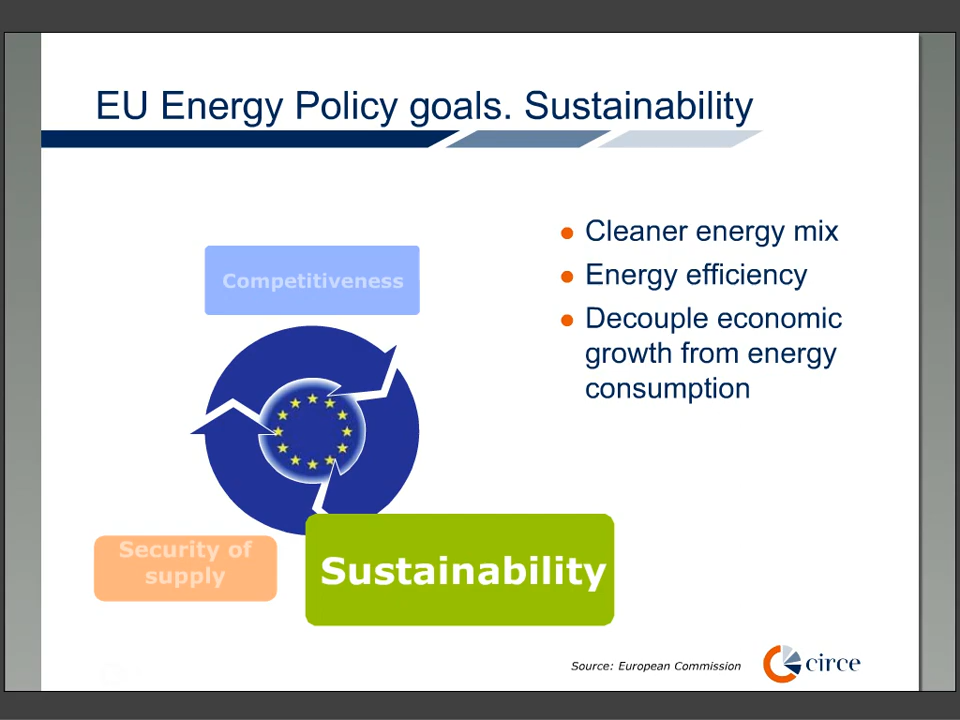 EU Energy Policy goals. Sustainability
Competitiveness
Security of
supply
Sustainability
Cleaner energy mix
Energy efficiency
Decouple economic
growth from energy
consumption
Source: European Commission
circe